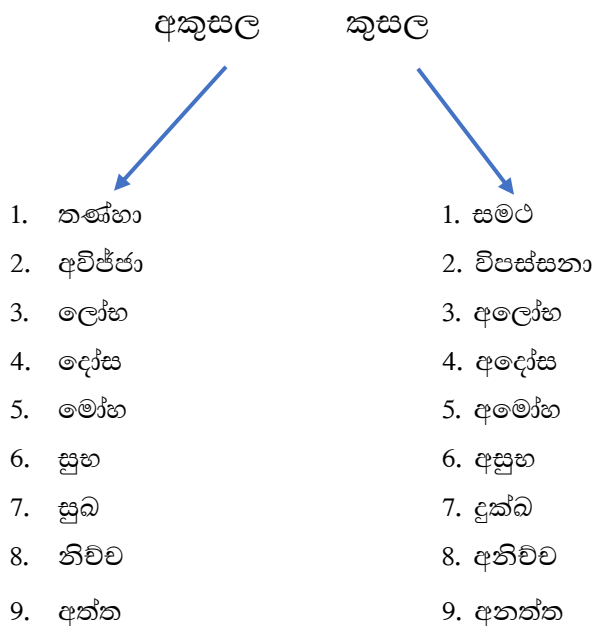 අකුසල කුසල
1. තණ්හා 1. සමථ
2. අවිජ්ජා 2. විපස්සනා
3. ලෝභ 3. අලෝභ
4. දෝස 4. අදෝස
5. මෝහ 5. අමෝහ
6. සුභ 6. අසුභ
7. සුඛ 7. දුක්ඛ
8. නිච්ච 8. අනිච්ච
9. අත්ත 9. අනත්ත